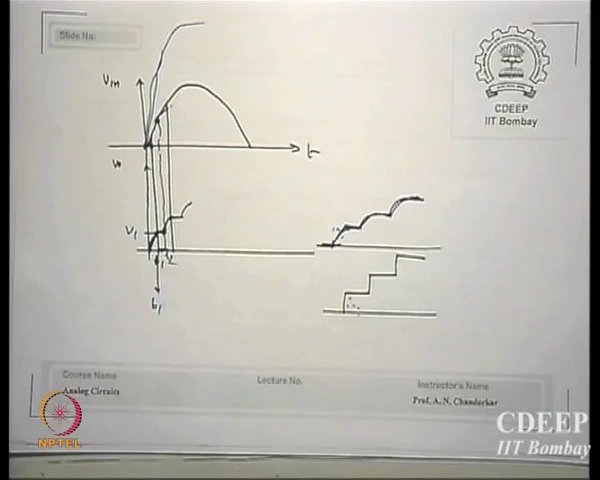 Slide No:
CDEEP
IIT Bombay
Vin
t
V1
t1
Course Name
Analog Circuits
Lecture No.
Instructor's Name
Prof. A. N. Chandorkar
NPTEL
CDEEP
IIT Bombay